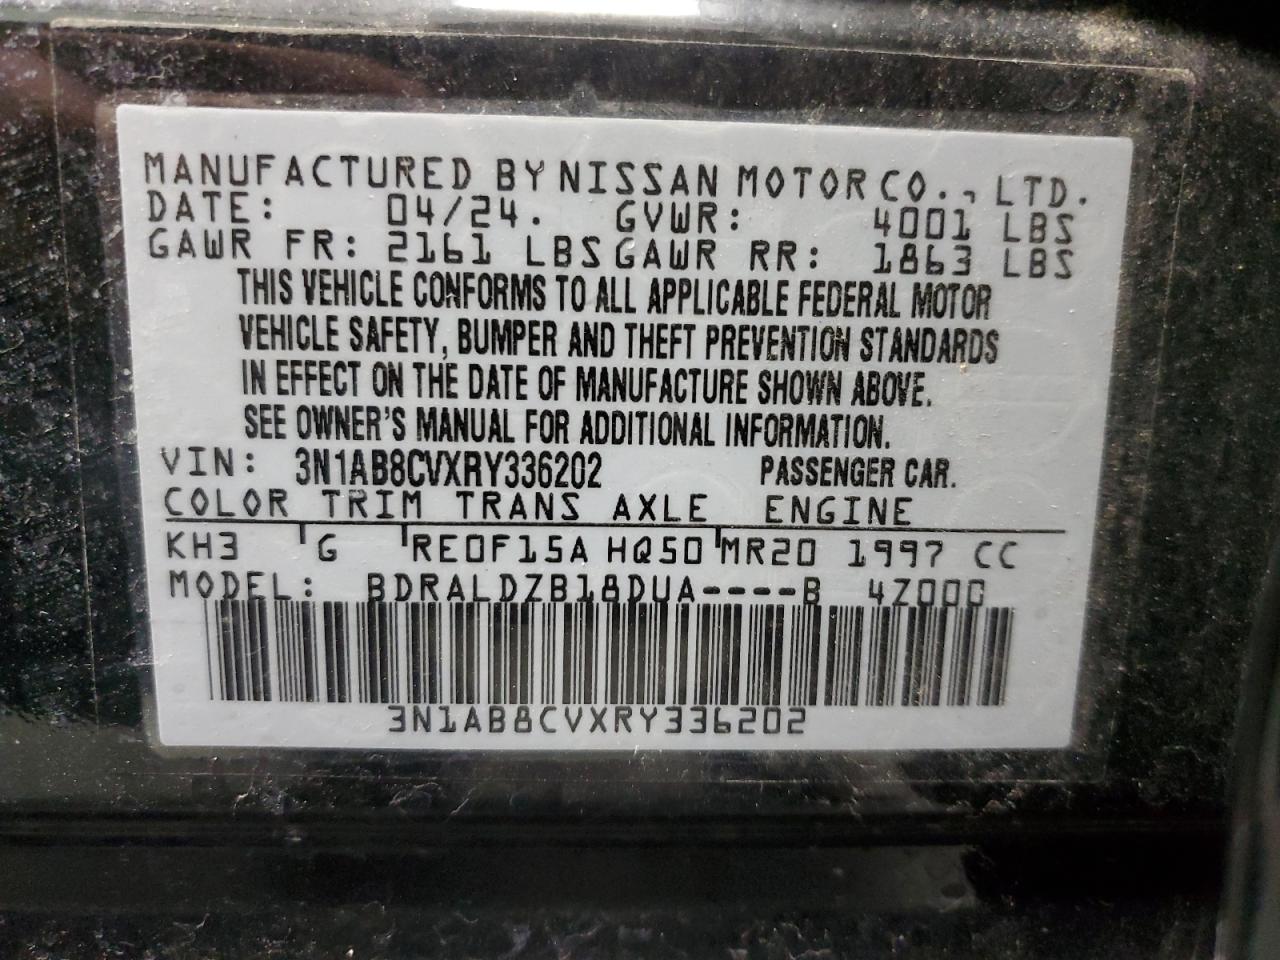 MANUFACTURED BY NISSAN MOTOR CO., LTD.
DATE: 04/24. GVWR: 4001 LBS
GAWR FR: 2161 LBS GAWR RR: 1863 LBS
THIS VEHICLE CONFORMS TO ALL APPLICABLE FEDERAL MOTOR
VEHICLE SAFETY, BUMPER AND THEFT PREVENTION STANDARDS
IN EFFECT ON THE DATE OF MANUFACTURE SHOWN ABOVE.
SEE OWNER'S MANUAL FOR ADDITIONAL INFORMATION.
VIN: 3N1AB8CVXRY336202 PASSENGER CAR.
COLOR TRIM TRANS AXLE ENGINE
KH3 G RE0F15A HQ50 MR20 1997 CC
MODEL: BDRALDZB18DUA----B 4Z000
3N1AB8CVXRY336202